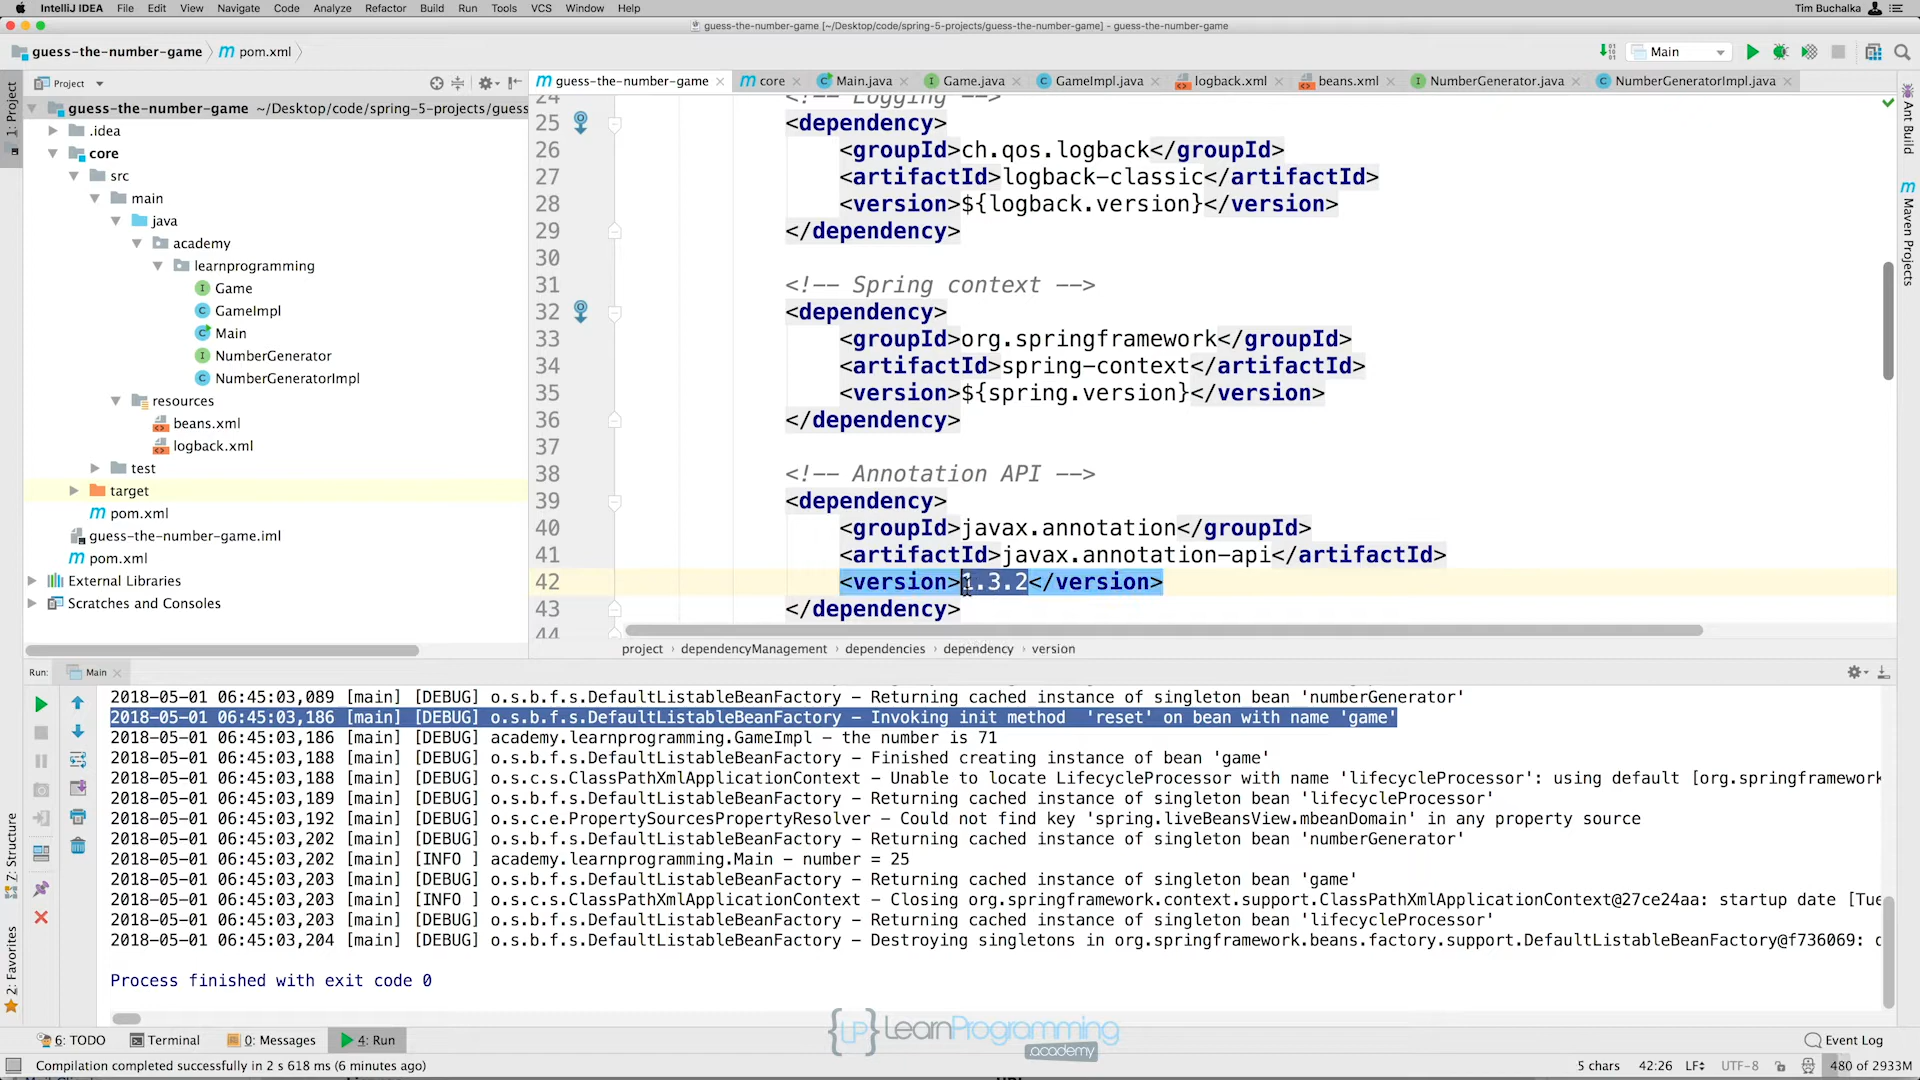 IntelliJ IDEA File Edit View Navigate Code Analyze Refactor Build Run Tools VCS Window Help Tim Buchalka
guess-the-number-game [~/Desktop/code/spring-5-projects/guess-the-number-game] - guess-the-number-game
guess-the-number-game pom.xml Main
Project guess-the-number-game core Main.java Game.java GameImpl.java logback.xml beans.xml NumberGenerator.java NumberGeneratorImpl.java
1: Project
Ant Build
Maven Projects
guess-the-number-game ~/Desktop/code/spring-5-projects/guess
.idea
core
src
main
java
academy
learnprogramming
Game
GameImpl
Main
NumberGenerator
NumberGeneratorImpl
resources
beans.xml
logback.xml
test
target
pom.xml
guess-the-number-game.iml
pom.xml
External Libraries
Scratches and Consoles
24 <!-- Logging -->
25 <dependency>
26 <groupId>ch.qos.logback</groupId>
27 <artifactId>logback-classic</artifactId>
28 <version>${logback.version}</version>
29 </dependency>
30
31 <!-- Spring context -->
32 <dependency>
33 <groupId>org.springframework</groupId>
34 <artifactId>spring-context</artifactId>
35 <version>${spring.version}</version>
36 </dependency>
37
38 <!-- Annotation API -->
39 <dependency>
40 <groupId>javax.annotation</groupId>
41 <artifactId>javax.annotation-api</artifactId>
42 <version>1.3.2</version>
43 </dependency>
44
project dependencyManagement dependencies dependency version
Run: Main
2018-05-01 06:45:03,089 [main] [DEBUG] o.s.b.f.s.DefaultListableBeanFactory - Returning cached instance of singleton bean 'numberGenerator'
2018-05-01 06:45:03,186 [main] [DEBUG] o.s.b.f.s.DefaultListableBeanFactory - Invoking init method  'reset' on bean with name 'game'
2018-05-01 06:45:03,186 [main] [DEBUG] academy.learnprogramming.GameImpl - the number is 71
2018-05-01 06:45:03,188 [main] [DEBUG] o.s.b.f.s.DefaultListableBeanFactory - Finished creating instance of bean 'game'
2018-05-01 06:45:03,188 [main] [DEBUG] o.s.c.s.ClassPathXmlApplicationContext - Unable to locate LifecycleProcessor with name 'lifecycleProcessor': using default [org.springframework
2018-05-01 06:45:03,189 [main] [DEBUG] o.s.b.f.s.DefaultListableBeanFactory - Returning cached instance of singleton bean 'lifecycleProcessor'
2018-05-01 06:45:03,192 [main] [DEBUG] o.s.c.e.PropertySourcesPropertyResolver - Could not find key 'spring.liveBeansView.mbeanDomain' in any property source
2018-05-01 06:45:03,202 [main] [DEBUG] o.s.b.f.s.DefaultListableBeanFactory - Returning cached instance of singleton bean 'numberGenerator'
2018-05-01 06:45:03,202 [main] [INFO ] academy.learnprogramming.Main - number = 25
2018-05-01 06:45:03,203 [main] [DEBUG] o.s.b.f.s.DefaultListableBeanFactory - Returning cached instance of singleton bean 'game'
2018-05-01 06:45:03,203 [main] [INFO ] o.s.c.s.ClassPathXmlApplicationContext - Closing org.springframework.context.support.ClassPathXmlApplicationContext@27ce24aa: startup date [Tue
2018-05-01 06:45:03,203 [main] [DEBUG] o.s.b.f.s.DefaultListableBeanFactory - Returning cached instance of singleton bean 'lifecycleProcessor'
2018-05-01 06:45:03,204 [main] [DEBUG] o.s.b.f.s.DefaultListableBeanFactory - Destroying singletons in org.springframework.beans.factory.support.DefaultListableBeanFactory@f736069:
Process finished with exit code 0
Z: Structure
2: Favorites
{LP} LearnProgramming
.academy
6: TODO Terminal 0: Messages 4: Run Event Log
Compilation completed successfully in 2 s 618 ms (6 minutes ago) 5 chars 42:26 LF UTF-8 480 of 2933M